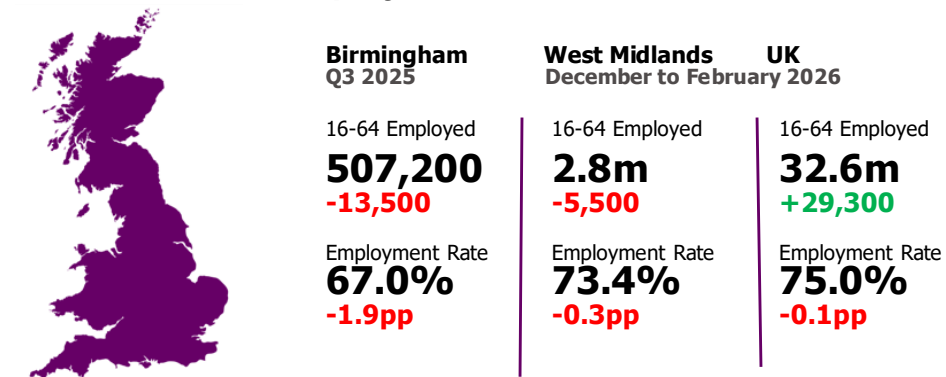 Birmingham
Q3 2025
16-64 Employed
507,200
-13,500
Employment Rate
67.0%
-1.9pp
West Midlands UK
December to February 2026
16-64 Employed
2.8m
-5,500
Employment Rate
73.4%
-0.3pp
16-64 Employed
32.6m
+29,300
Employment Rate
75.0%
-0.1pp